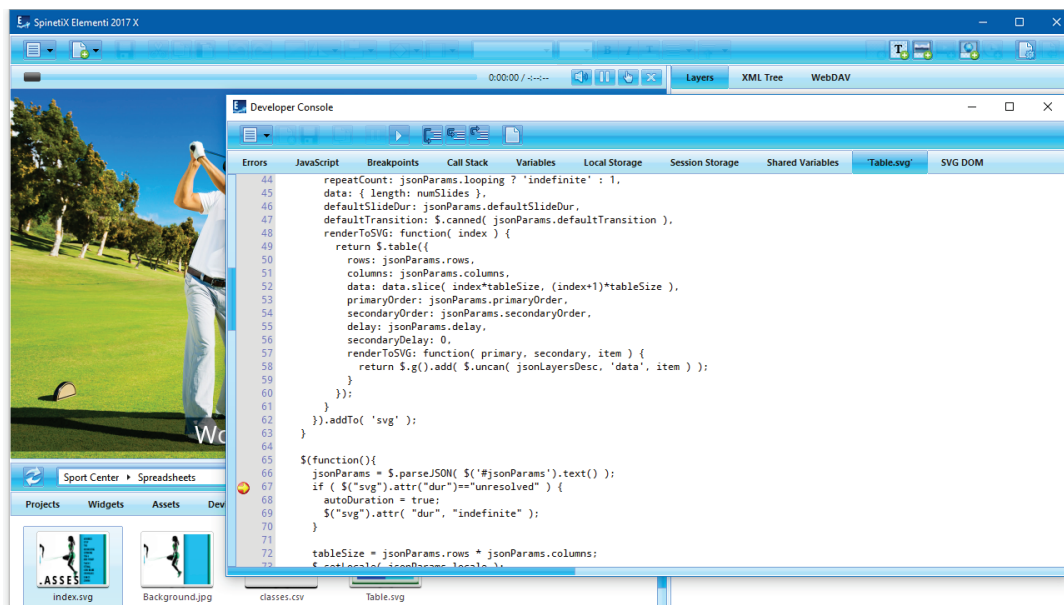 SpinetiX Elementi 2017 X
0:00:00 / -:--:--
Layers XML Tree WebDAV
Developer Console
Errors JavaScript Breakpoints Call Stack Variables Local Storage Session Storage Shared Variables 'Table.svg' SVG DOM
44 repeatCount: jsonParams.looping ? 'indefinite' : 1,
45 data: { length: numSlides },
46 defaultSlideDur: jsonParams.defaultSlideDur,
47 defaultTransition: $.canned( jsonParams.defaultTransition ),
48 renderToSVG: function( index ) {
49 return $.table({
50 rows: jsonParams.rows,
51 columns: jsonParams.columns,
52 data: data.slice( index*tableSize, (index+1)*tableSize ),
53 primaryOrder: jsonParams.primaryOrder,
54 secondaryOrder: jsonParams.secondaryOrder,
55 delay: jsonParams.delay,
56 secondaryDelay: 0,
57 renderToSVG: function( primary, secondary, item ) {
58 return $.g().add( $.uncan( jsonLayersDesc, 'data', item ) );
59 }
60 });
61 }
62 }).addTo( 'svg' );
63 }
64
65 $(function(){
66 jsonParams = $.parseJSON( $('#jsonParams').text() );
67 if ( $("svg").attr("dur")=="unresolved" ) {
68 autoDuration = true;
69 $("svg").attr( "dur", "indefinite" );
70 }
71
72 tableSize = jsonParams.rows * jsonParams.columns;
73 $.setLocale( jsonParams.locale );
Wo
Sport Center Spreadsheets
Projects Widgets Assets Dev
.ASSES
index.svg Background.jpg classes.csv Table.svg